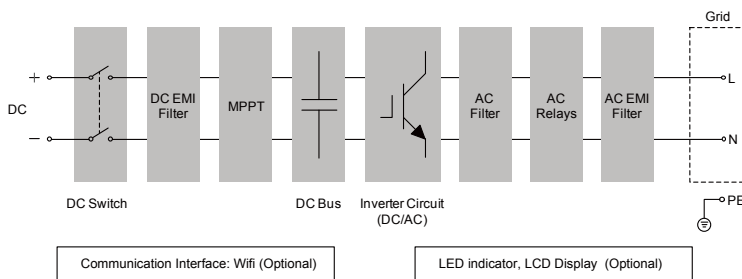 Grid
+
DC
−
DC EMI
Filter
MPPT
AC
Filter
AC
Relays
AC EMI
Filter
L
N
PE
DC Switch
DC Bus
Inverter Circuit
(DC/AC)
Communication Interface: Wifi (Optional)
LED indicator, LCD Display (Optional)